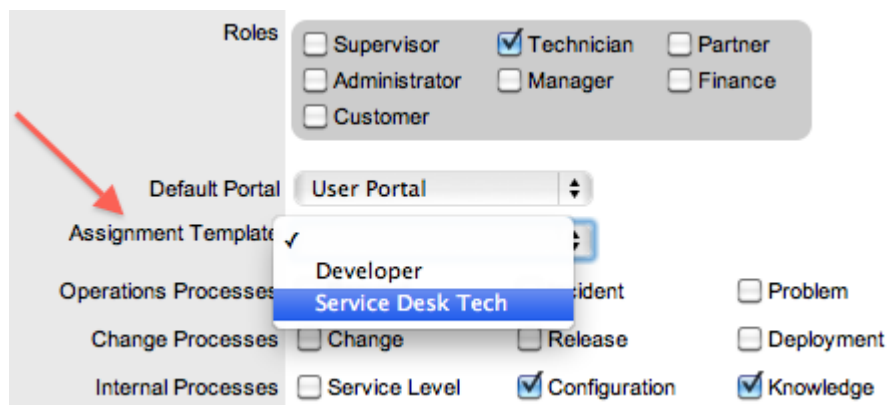 Roles
Supervisor Technician Partner
Administrator Manager Finance
Customer
Default Portal User Portal
Assignment Template
Developer
Operations Processes Service Desk Tech Problem
Change Processes Change Release Deployment
Internal Processes Service Level Configuration Knowledge